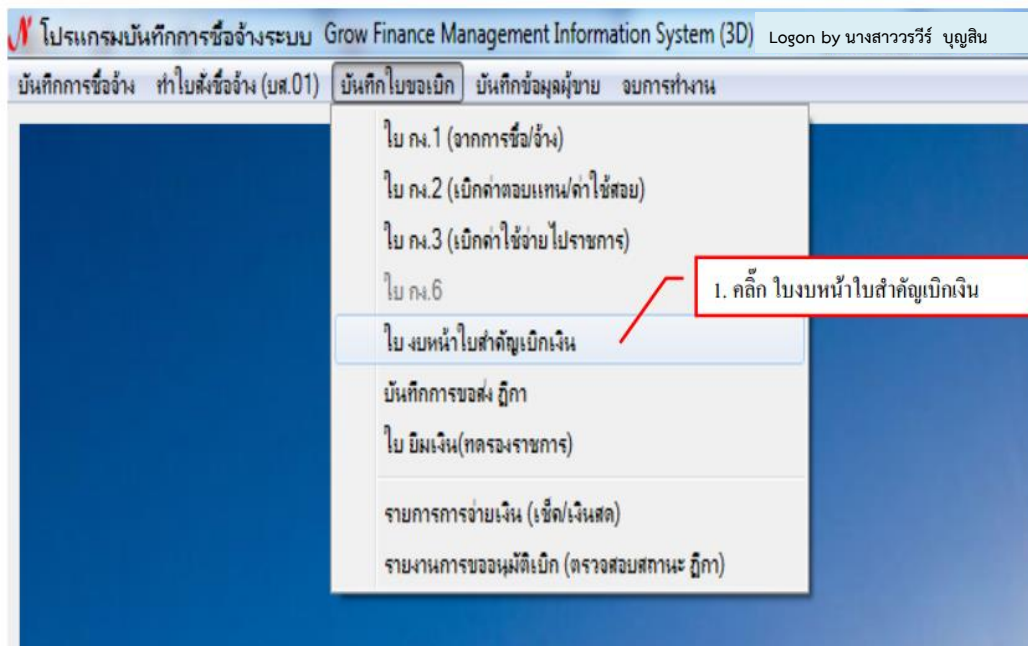 โปรแกรมบันทึกการซื้อจ้างระบบ Grow Finance Management Information System (3D) Logon by นางสาววรวีร์ บุญสิน
บันทึกการซื้อจ้าง ทำใบสั่งซื้อจ้าง (บส.01) บันทึกใบขอเบิก บันทึกข้อมูลผู้ขาย จบการทำงาน
ใบ กง.1 (จากการซื้อ/จ้าง)
ใบ กง.2 (เบิกค่าตอบแทน/ค่าใช้สอย)
ใบ กง.3 (เบิกค่าใช้จ่ายไปราชการ)
ใบ กง.6
1. คลิ๊ก ใบงบหน้าใบสำคัญเบิกเงิน
ใบ งบหน้าใบสำคัญเบิกเงิน
บันทึกการขอส่ง ฎีกา
ใบ ยืมเงิน(ทดรองราชการ)
รายการการจ่ายเงิน (เช็ค/เงินสด)
รายงานการขออนุมัติเบิก (ตรวจสอบสถานะ ฎีกา)